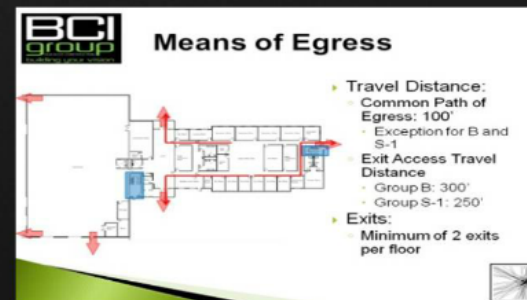 BCI
group
building your vision
Means of Egress
Travel Distance:
Common Path of
Egress: 100'
Exception for B and
S-1
Exit Access Travel
Distance
Group B: 300'
Group S-1: 250'
Exits:
Minimum of 2 exits
per floor